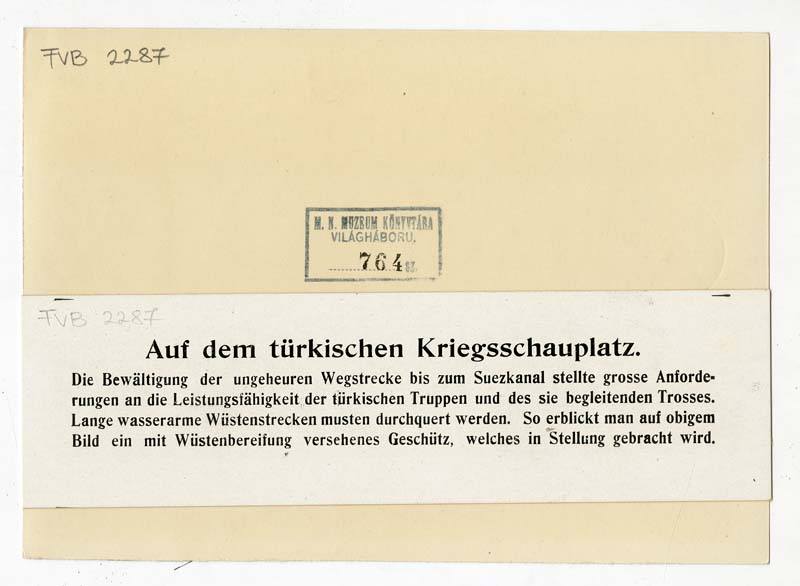 FVB 2287
M. N. MUZEUM KÖNYVTÁRA
VILÁGHÁBORU.
764 SZ.
FVB 2287
Auf dem türkischen Kriegsschauplatz.
Die Bewältigung der ungeheuren Wegstrecke bis zum Suezkanal stellte grosse Anforde-
rungen an die Leistungsfähigkeit der türkischen Truppen und des sie begleitenden Trosses.
Lange wasserarme Wüstenstrecken musten durchquert werden. So erblickt man auf obigem
Bild ein mit Wüstenbereifung versehenes Geschütz, welches in Stellung gebracht wird.